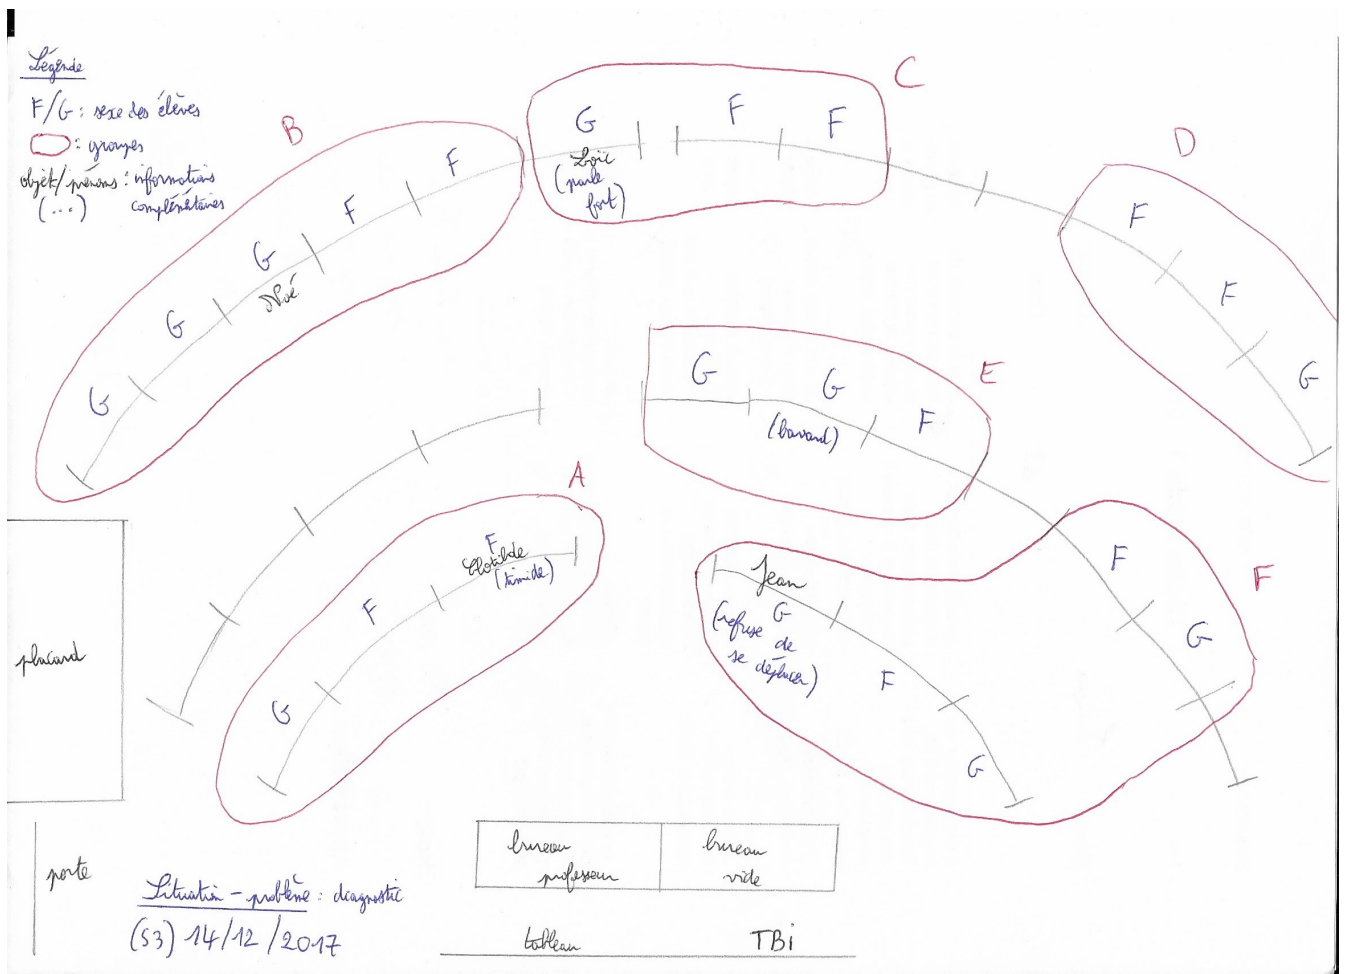 Légende
F/G : sexe des élèves
: groupes
objet/prénoms : informations
(...) complémentaires
B
C
D
G
F
F
Loïc
(parle
fort)
F
F
G
F
F
G
Noé
G
G
E
G
G
F
(bavard)
A
F
Clotilde
(timide)
F
G
F
Jean
G
(refuse
de
se déplacer)
F
G
F
G
placard
porte
bureau
professeur
bureau
vide
Situation - problème : diagnostic
(S3) 14/12/2017
tableau
TBi